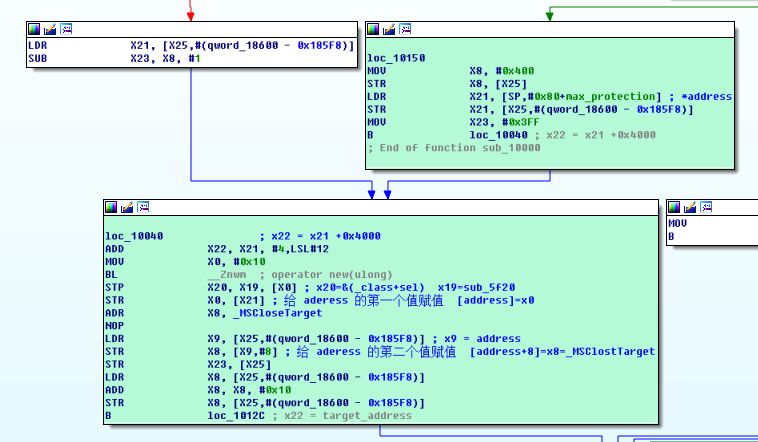 LDR X21, [X25,#(qword_18600 - 0x185F8)]
SUB X23, X8, #1
loc_10150
MOV X8, #0x400
STR X8, [X25]
LDR X21, [SP,#0x80+max_protection] ; *address
STR X21, [X25,#(qword_18600 - 0x185F8)]
MOV X23, #0x3FF
B loc_10040 ; x22 = x21 +0x4000
; End of function sub_10000
loc_10040 ; x22 = x21 +0x4000
ADD X22, X21, #4,LSL#12
MOV X0, #0x10
BL __Znwm ; operator new(ulong)
STP X20, X19, [X0] ; x20=&(_class+sel) x19=sub_5f20
STR X0, [X21] ; 给 aderess 的第一个值赋值 [address]=x0
ADR X8, _MSCloseTarget
NOP
LDR X9, [X25,#(qword_18600 - 0x185F8)] ; x9 = address
STR X8, [X9,#8] ; 给 aderess 的第二个值赋值 [address+8]=x8=_MSClostTarget
STR X23, [X25]
LDR X8, [X25,#(qword_18600 - 0x185F8)]
ADD X8, X8, #0x10
STR X8, [X25,#(qword_18600 - 0x185F8)]
B loc_1012C ; x22 = target_address
MOV
B